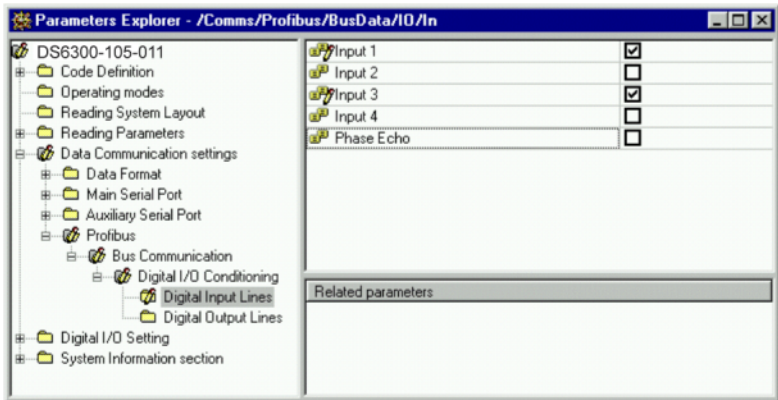 Parameters Explorer - /Comms/Profibus/BusData/IO/In
DS6300-105-011
Code Definition
Operating modes
Reading System Layout
Reading Parameters
Data Communication settings
Data Format
Main Serial Port
Auxiliary Serial Port
Profibus
Bus Communication
Digital I/O Conditioning
Digital Input Lines
Digital Output Lines
Digital I/O Setting
System Information section
Input 1
Input 2
Input 3
Input 4
Phase Echo
Related parameters